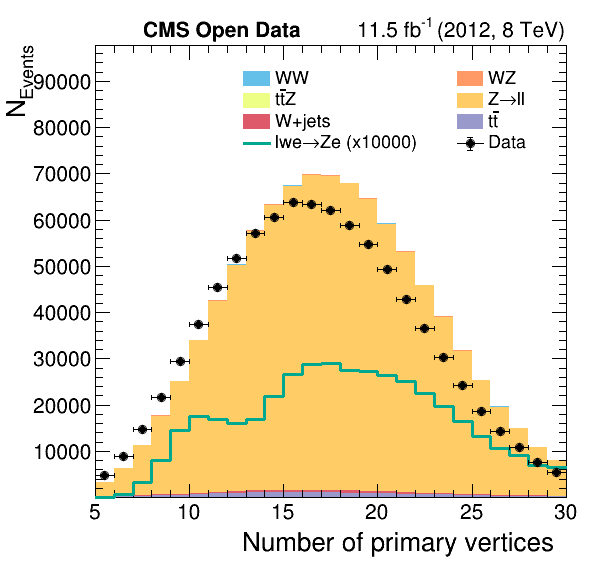 CMS Open Data 11.5 fb⁻¹ (2012, 8 TeV)
N_Events
90000
80000
70000
60000
50000
40000
30000
20000
10000
WW WZ
tt̄Z Z→ll
W+jets tt̄
lwe→Ze (x10000) Data
5 10 15 20 25 30
Number of primary vertices